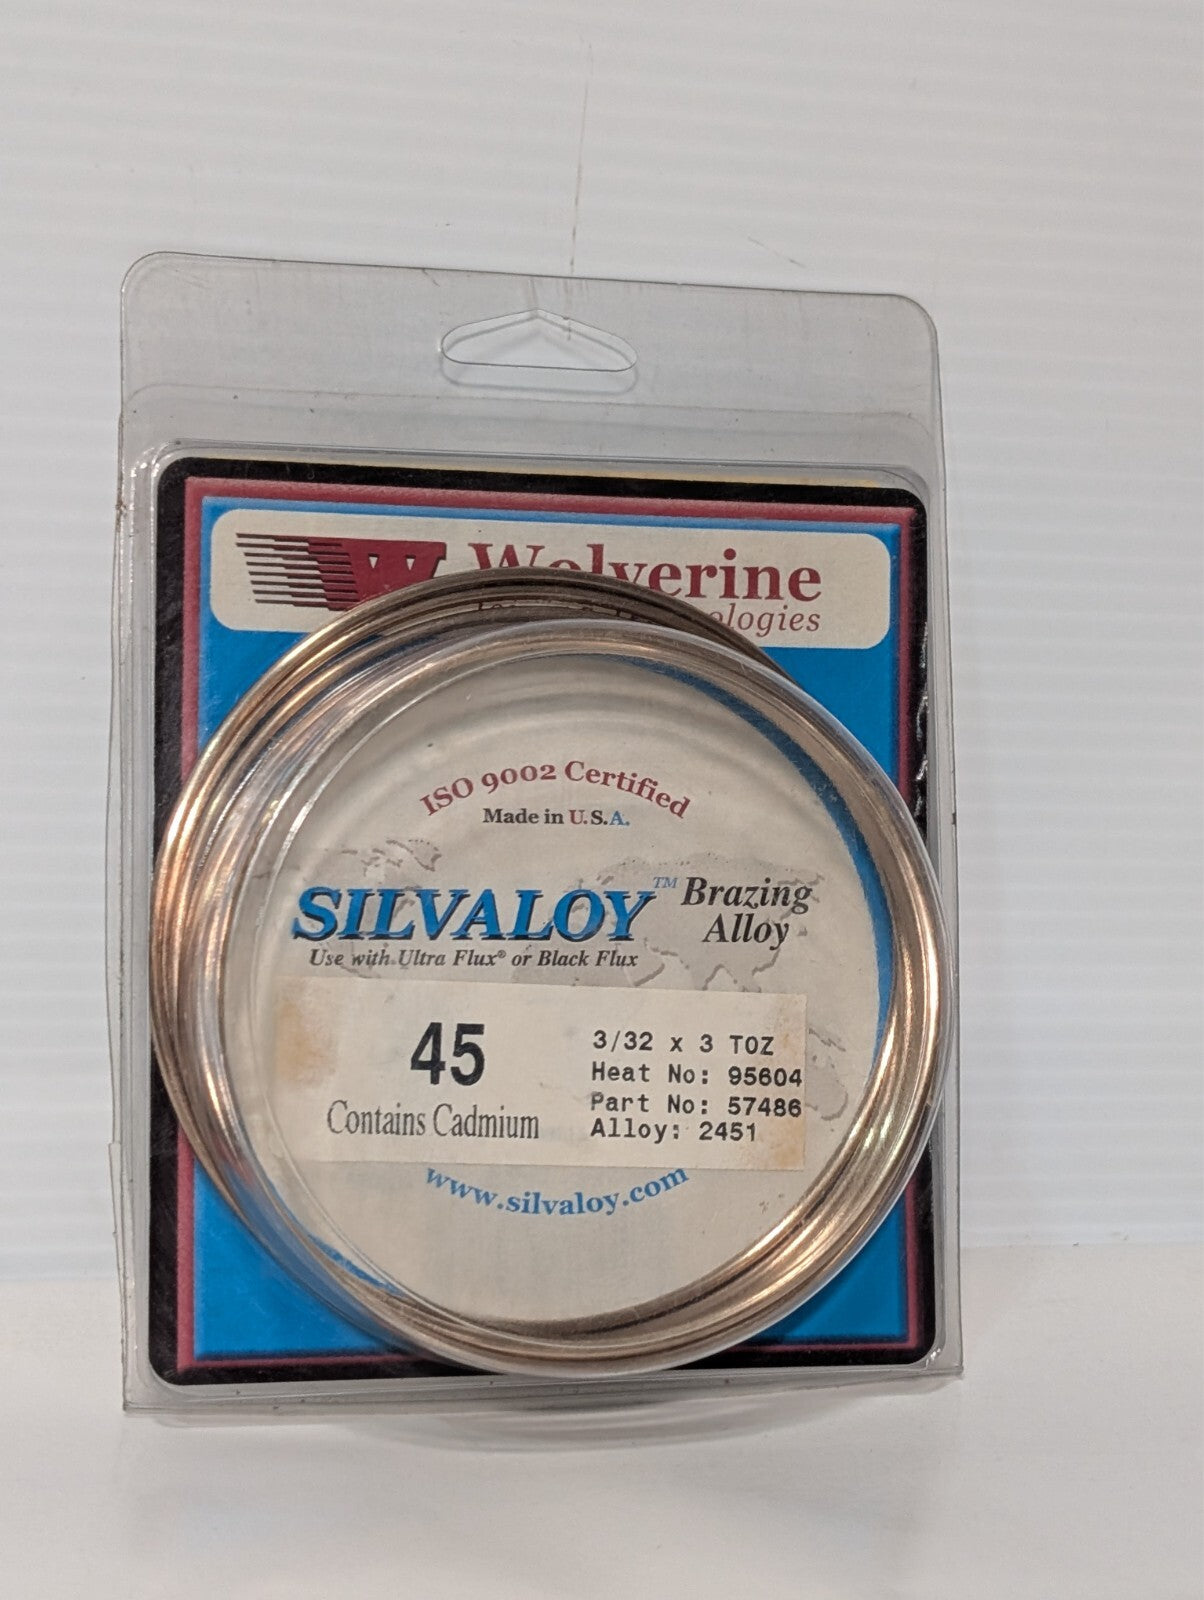 W Wolverine
ologies
ISO 9002 Certified
Made in U.S.A.
SILVALOY™ Brazing
Alloy
Use with Ultra Flux® or Black Flux
45
Contains Cadmium
3/32 x 3 TOZ
Heat No: 95604
Part No: 57486
Alloy: 2451
www.silvaloy.com